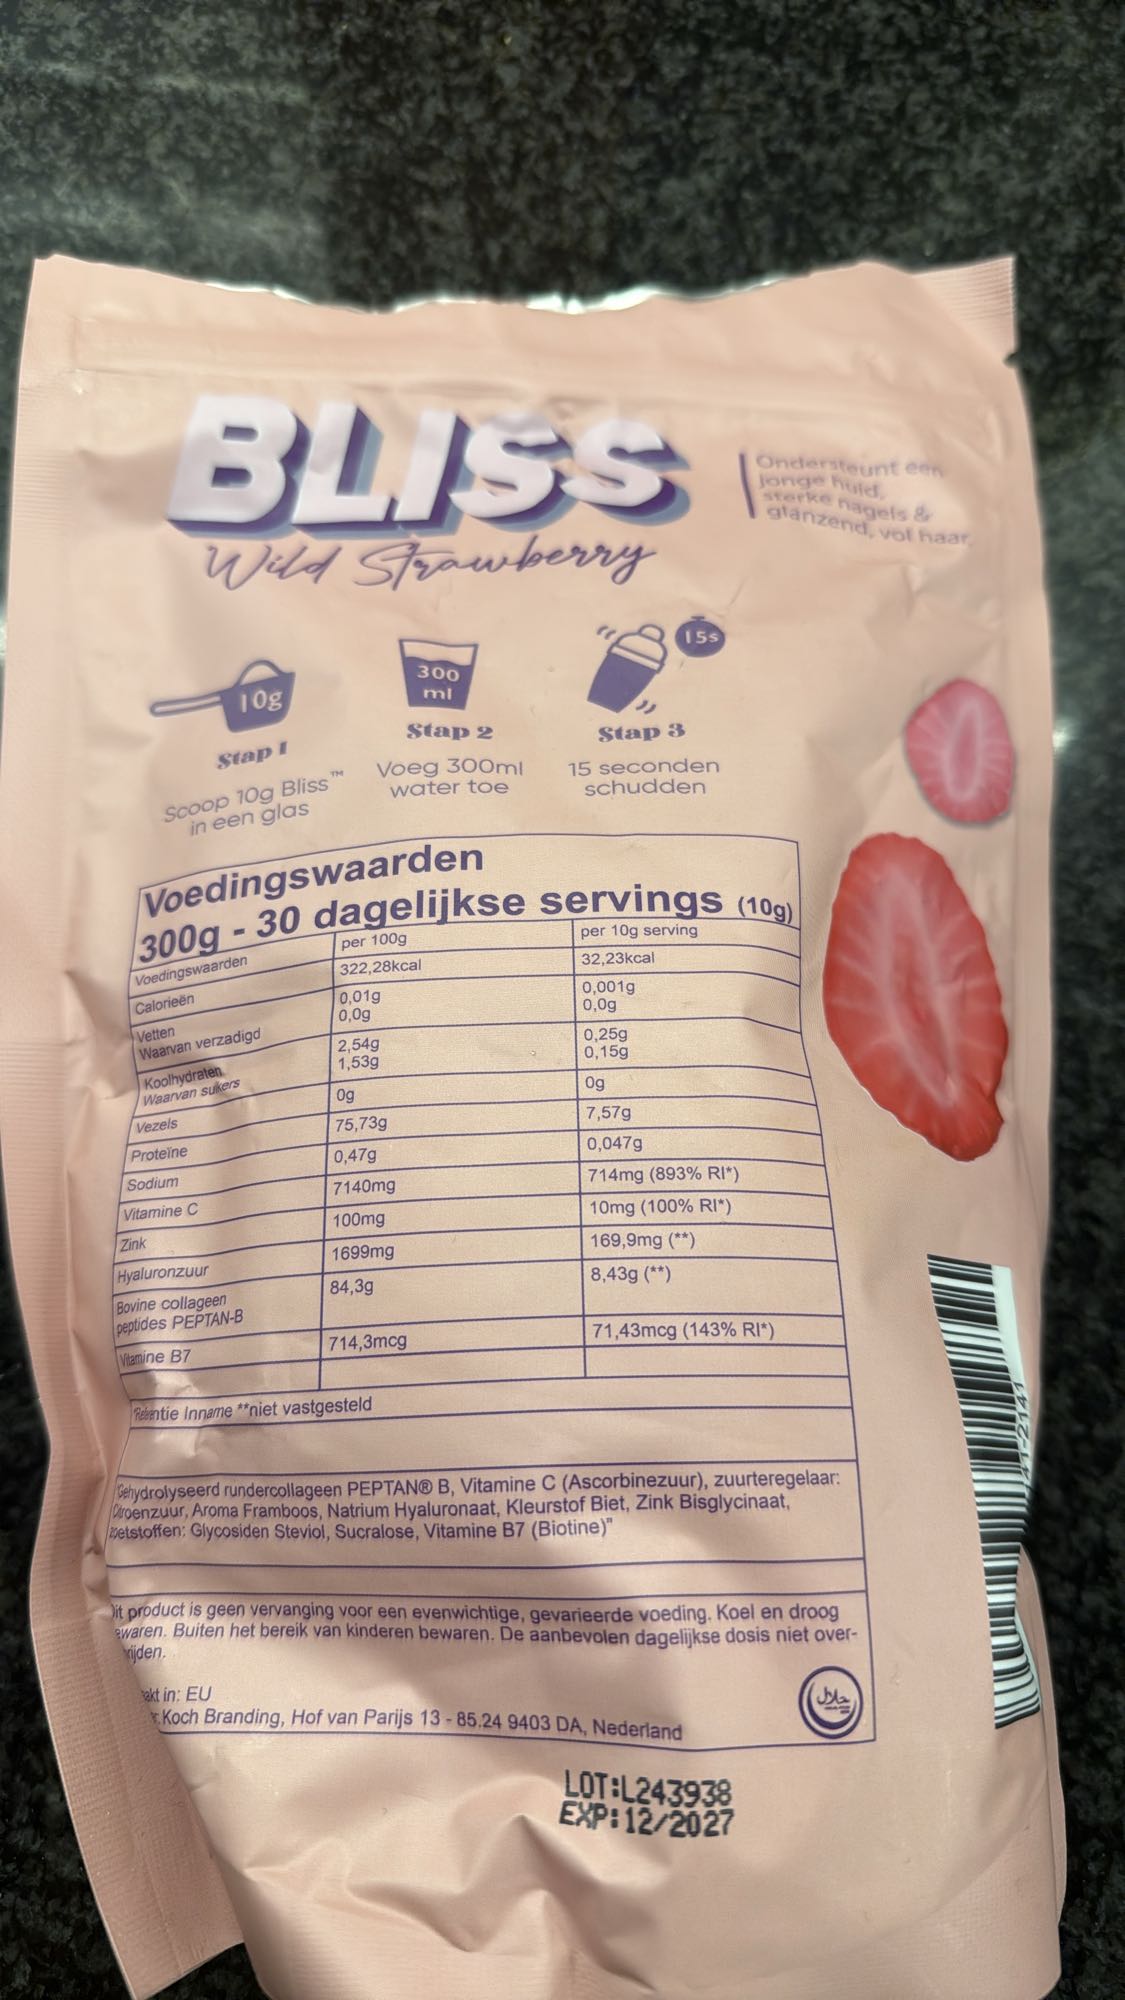 BLISS
Wild Strawberry
Ondersteunt een
jonge huid,
sterke nagels &
glanzend, vol haar
10g
300
ml
15s
Stap 1
Stap 2
Stap 3
Scoop 10g Bliss™
in een glas
Voeg 300ml
water toe
15 seconden
schudden
Voedingswaarden
300g - 30 dagelijkse servings (10g)
Voedingswaarden per 100g per 10g serving
Calorieën 322,28kcal 32,23kcal
Vetten 0,01g 0,001g
Waarvan verzadigd 0,0g 0,0g
Koolhydraten 2,54g 0,25g
Waarvan suikers 1,53g 0,15g
Vezels 0g 0g
Proteïne 75,73g 7,57g
Sodium 0,47g 0,047g
Vitamine C 7140mg 714mg (893% RI*)
Zink 100mg 10mg (100% RI*)
Hyaluronzuur 1699mg 169,9mg (**)
Bovine collageen
peptides PEPTAN-B 84,3g 8,43g (**)
Vitamine B7 714,3mcg 71,43mcg (143% RI*)
Inname **niet vastgesteld
rundercollageen PEPTAN® B, Vitamine C (Ascorbinezuur), zuurteregelaar:
Aroma Framboos, Natrium Hyaluronaat, Kleurstof Biet, Zink Bisglycinaat,
Glycosiden Steviol, Sucralose, Vitamine B7 (Biotine)"
product is geen vervanging voor een evenwichtige, gevarieerde voeding. Koel en droog
Buiten het bereik van kinderen bewaren. De aanbevolen dagelijkse dosis niet over-
in: EU
Koch Branding, Hof van Parijs 13 - 85.24 9403 DA, Nederland
حلال
LOT:L243938
EXP:12/2027